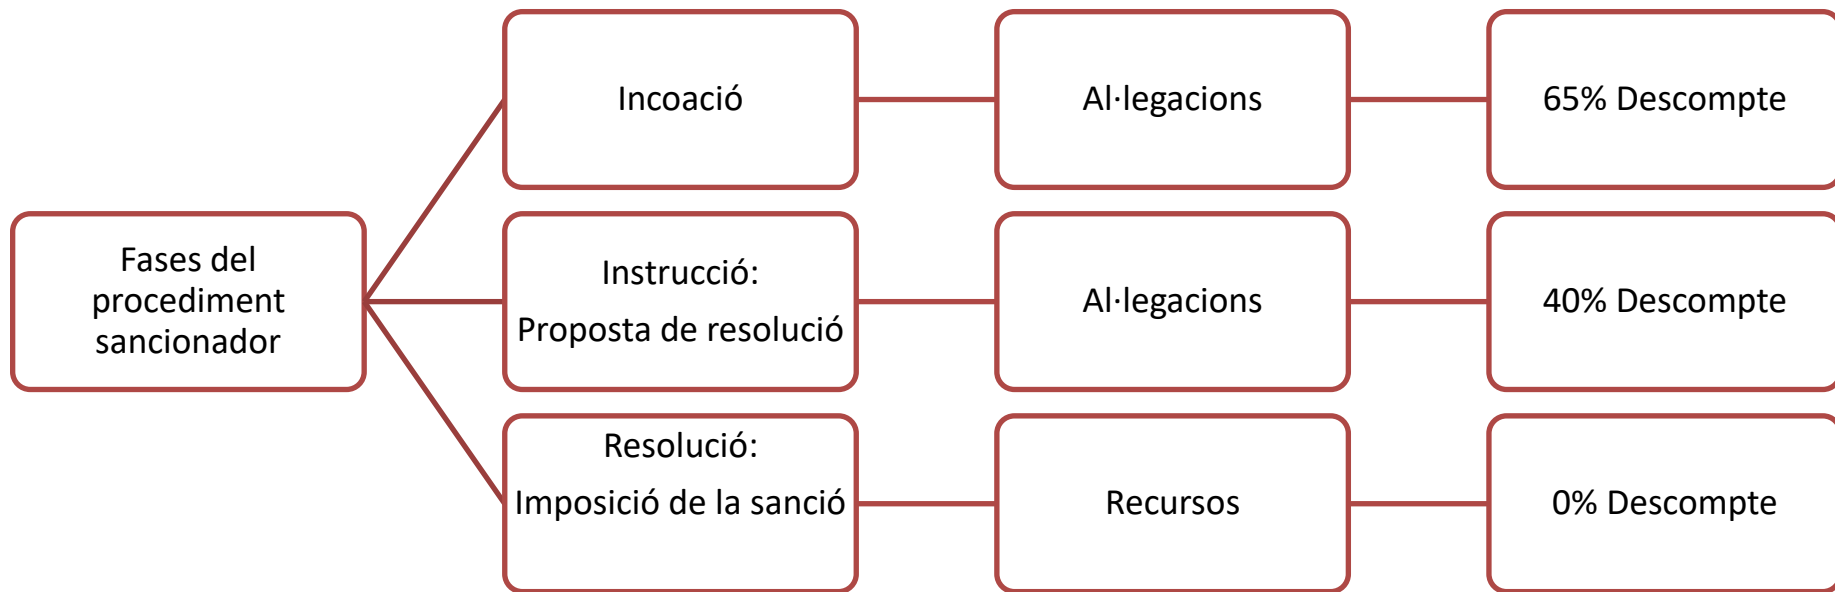 Fases del
procediment
sancionador
Incoació
Al·legacions
65% Descompte
Instrucció:
Proposta de resolució
Al·legacions
40% Descompte
Resolució:
Imposició de la sanció
Recursos
0% Descompte